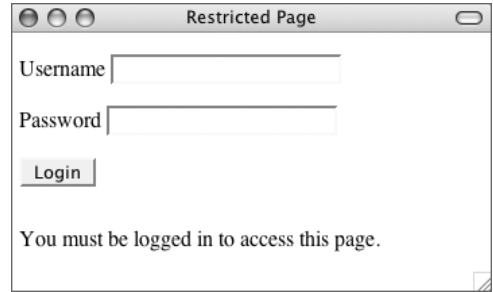 Restricted Page
Username
Password
Login
You must be logged in to access this page.